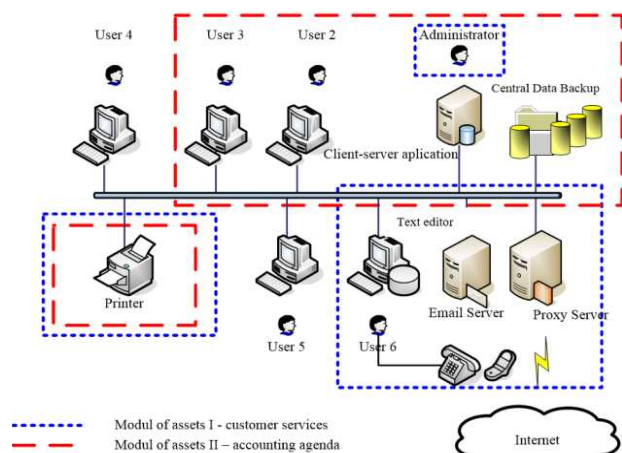 User 4
User 3
User 2
Administrator
Central Data Backup
Client-server aplication
Text editor
Printer
Email Server
Proxy Server
User 5
User 6
Modul of assets I - customer services
Modul of assets II – accounting agenda
Internet